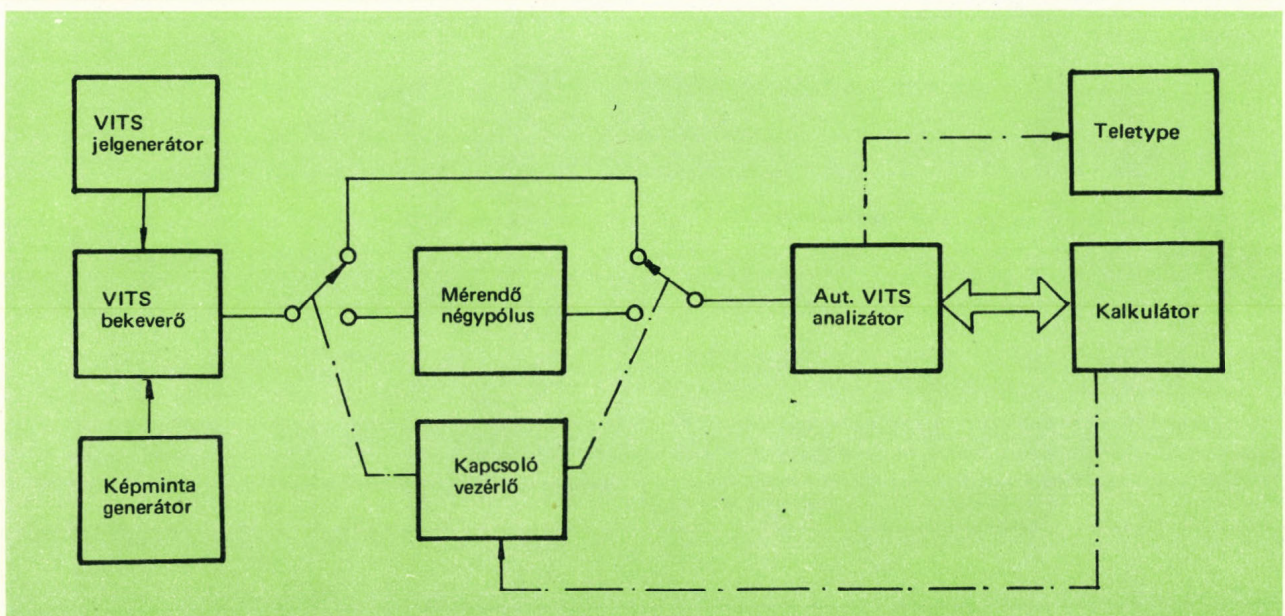 VITS
jelgenerátor
Teletype
VITS
bekeverő
Mérendő
négypólus
Aut. VITS
analizátor
Kalkulátor
Képminta
generátor
Kapcsoló
vezérlő